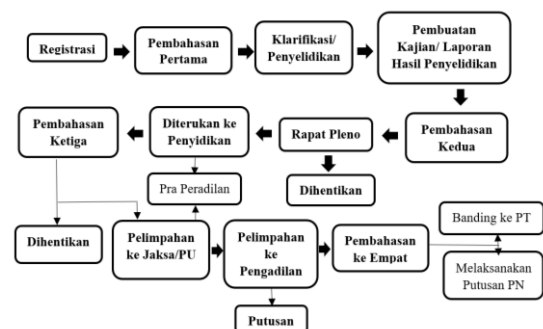 Registrasi
Pembahasan
Pertama
Klarifikasi/
Penyelidikan
Pembuatan
Kajian/ Laporan
Hasil Penyelidikan
Pembahasan
Ketiga
Diterukan ke
Penyidikan
Rapat Pleno
Pembahasan
Kedua
Pra Peradilan
Dihentikan
Dihentikan
Pelimpahan
ke Jaksa/PU
Pelimpahan
ke
Pengadilan
Pembahasan
ke Empat
Banding ke PT
Melaksanakan
Putusan PN
Putusan